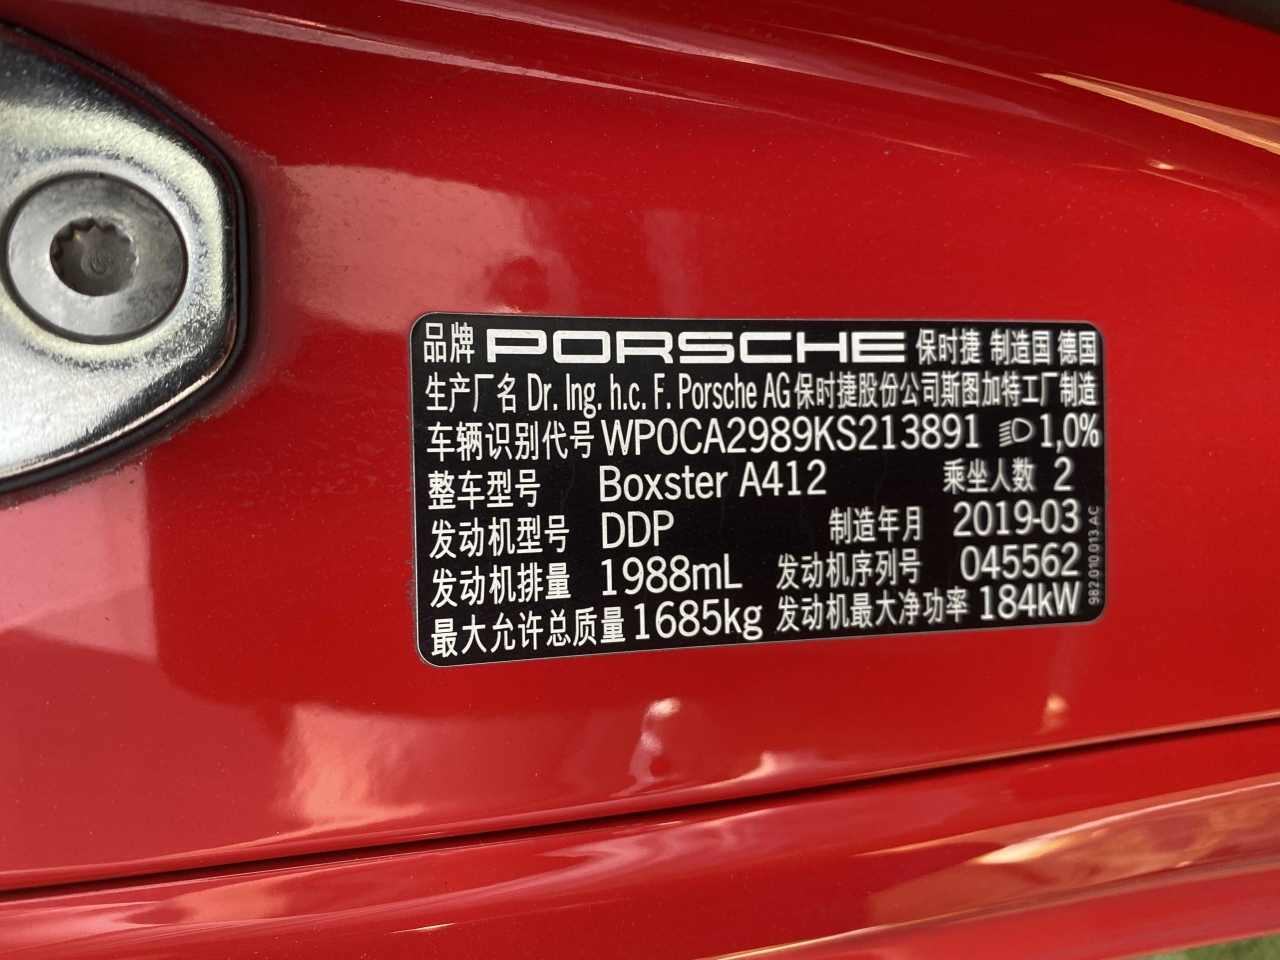 品牌 PORSCHE 保时捷 制造国 德国
生产厂名 Dr. Ing. h.c. F. Porsche AG 保时捷股份公司斯图加特工厂制造
车辆识别代号 WP0CA2989KS213891 1,0%
整车型号 Boxster A412 乘坐人数 2
发动机型号 DDP 制造年月 2019-03
发动机排量 1988mL 发动机序列号 045562
最大允许总质量 1685kg 发动机最大净功率 184kW
982.010.013.AC